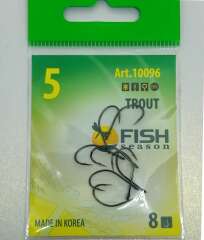 5
Art.10096
TROUT
FISH
season
MADE IN KOREA
8